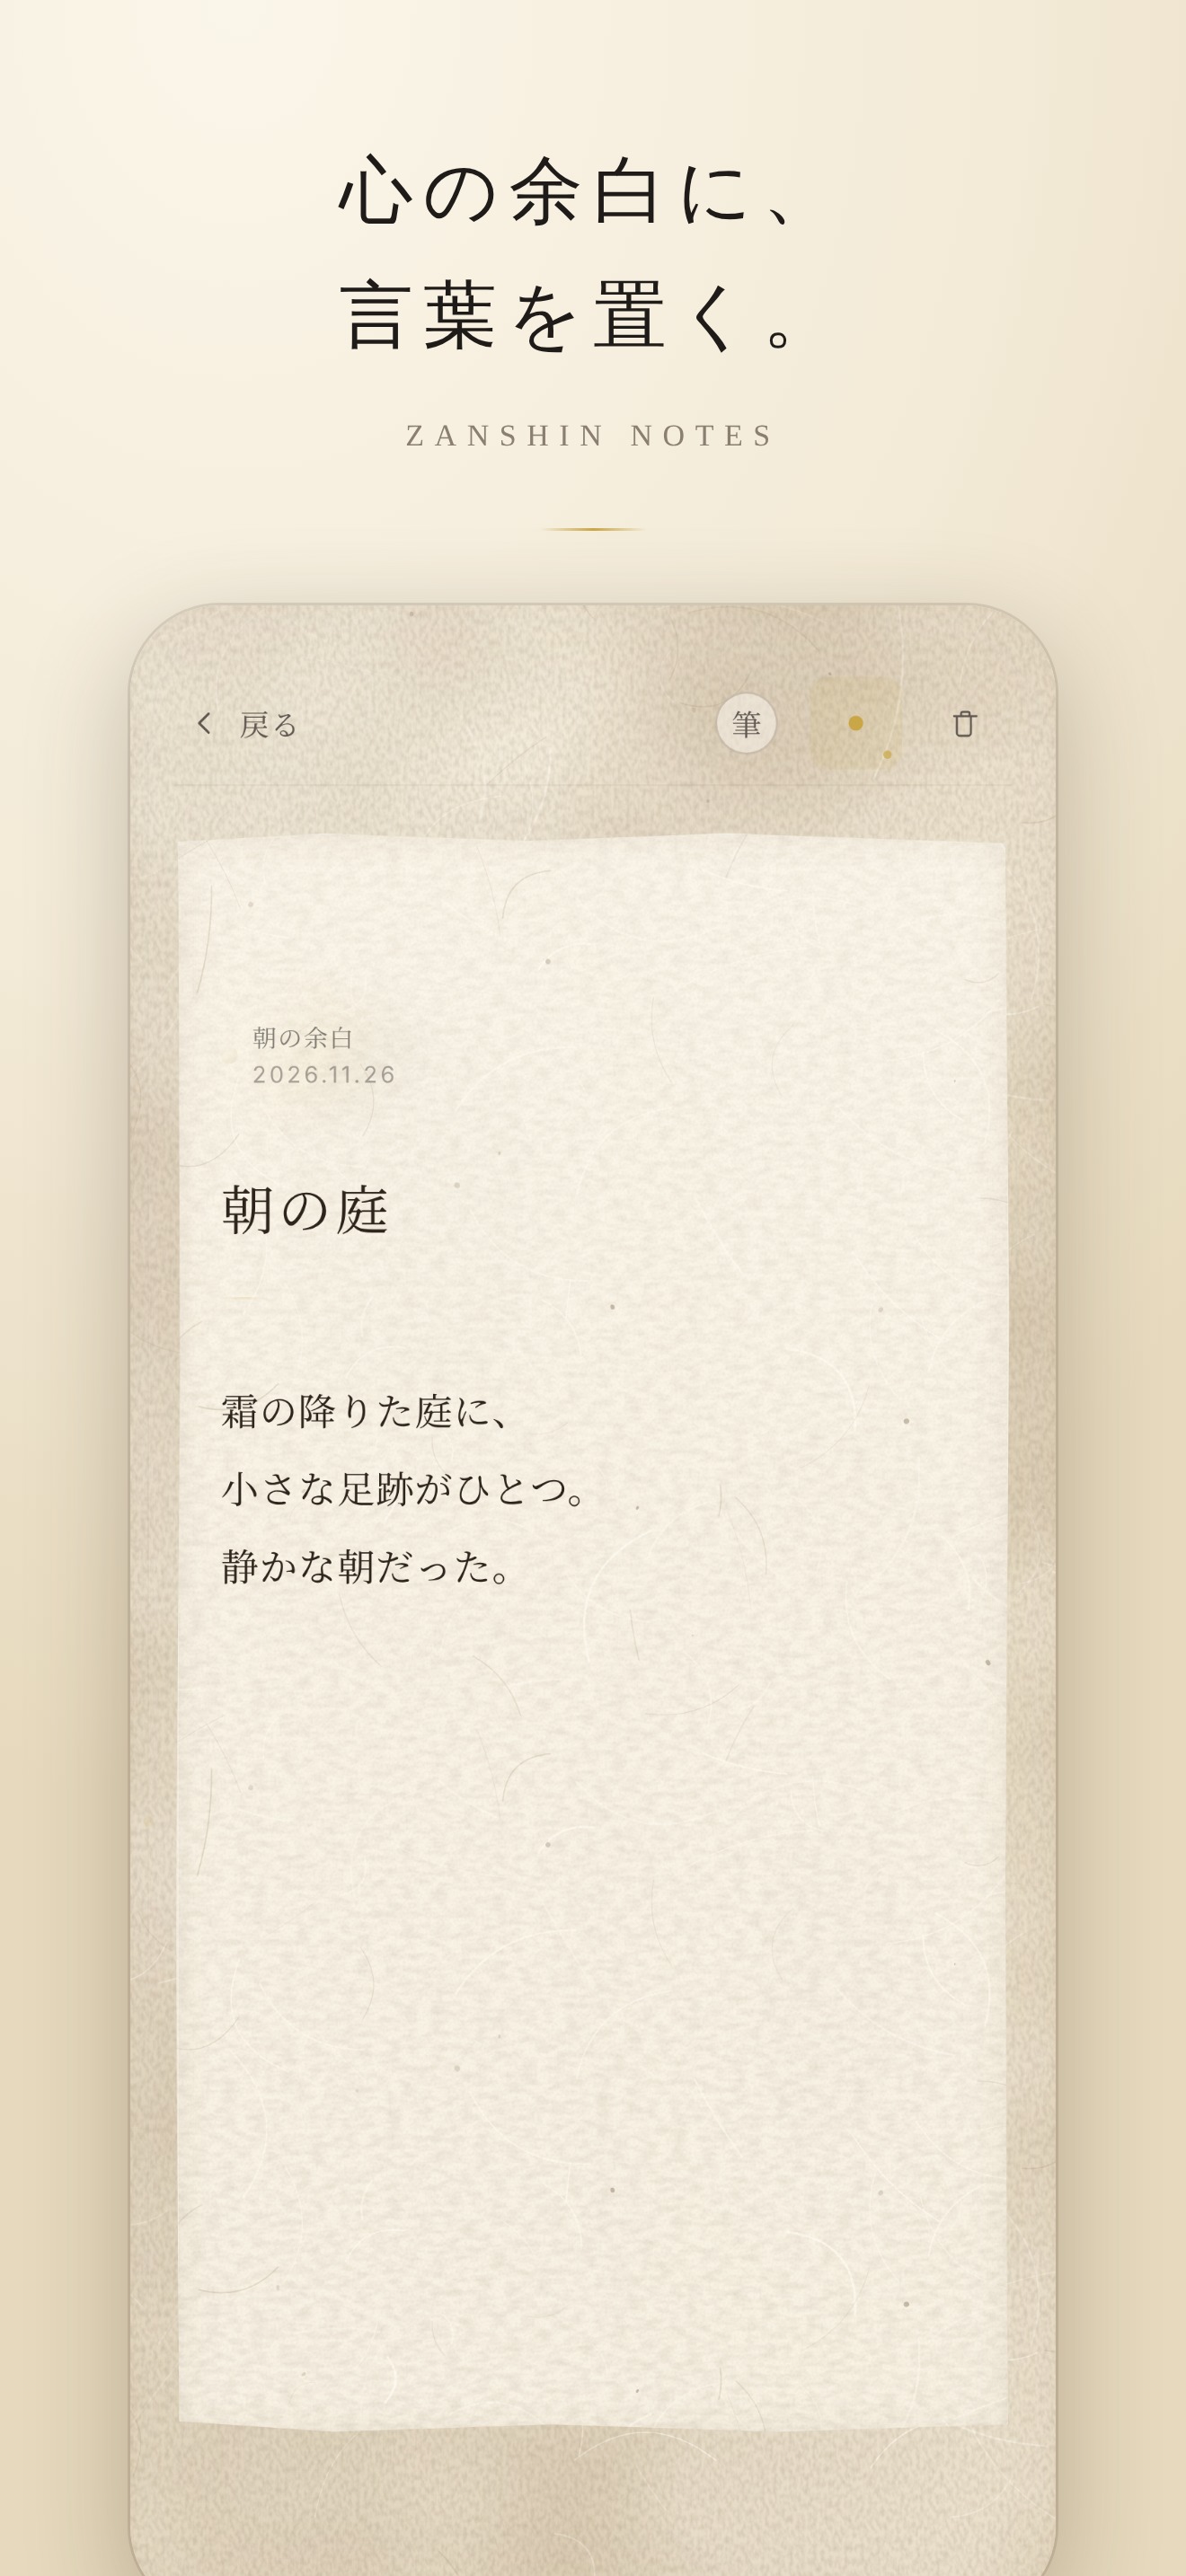 心の余白に、
言葉を置く。
ZANSHIN NOTES
戻る
筆
朝の余白
2026.11.26
朝の庭
霜の降りた庭に、
小さな足跡がひとつ。
静かな朝だった。